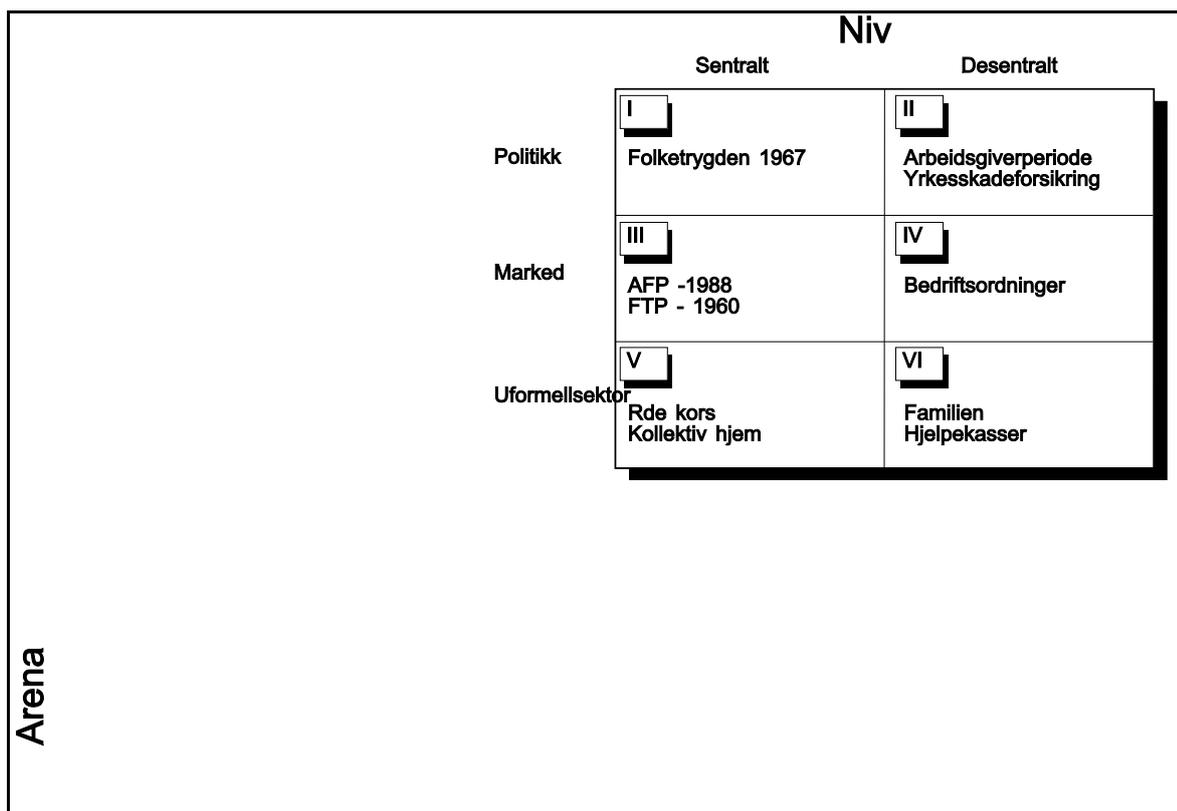 Niv
Sentralt Desentralt
I II
Politikk Folketrygden 1967 Arbeidsgiverperiode
Yrkesskadeforsikring
III IV
Marked AFP -1988 Bedriftsordninger
FTP - 1960
V VI
Uformellsektor
Rde kors Familien
Kollektiv hjem Hjelpekasser
Arena